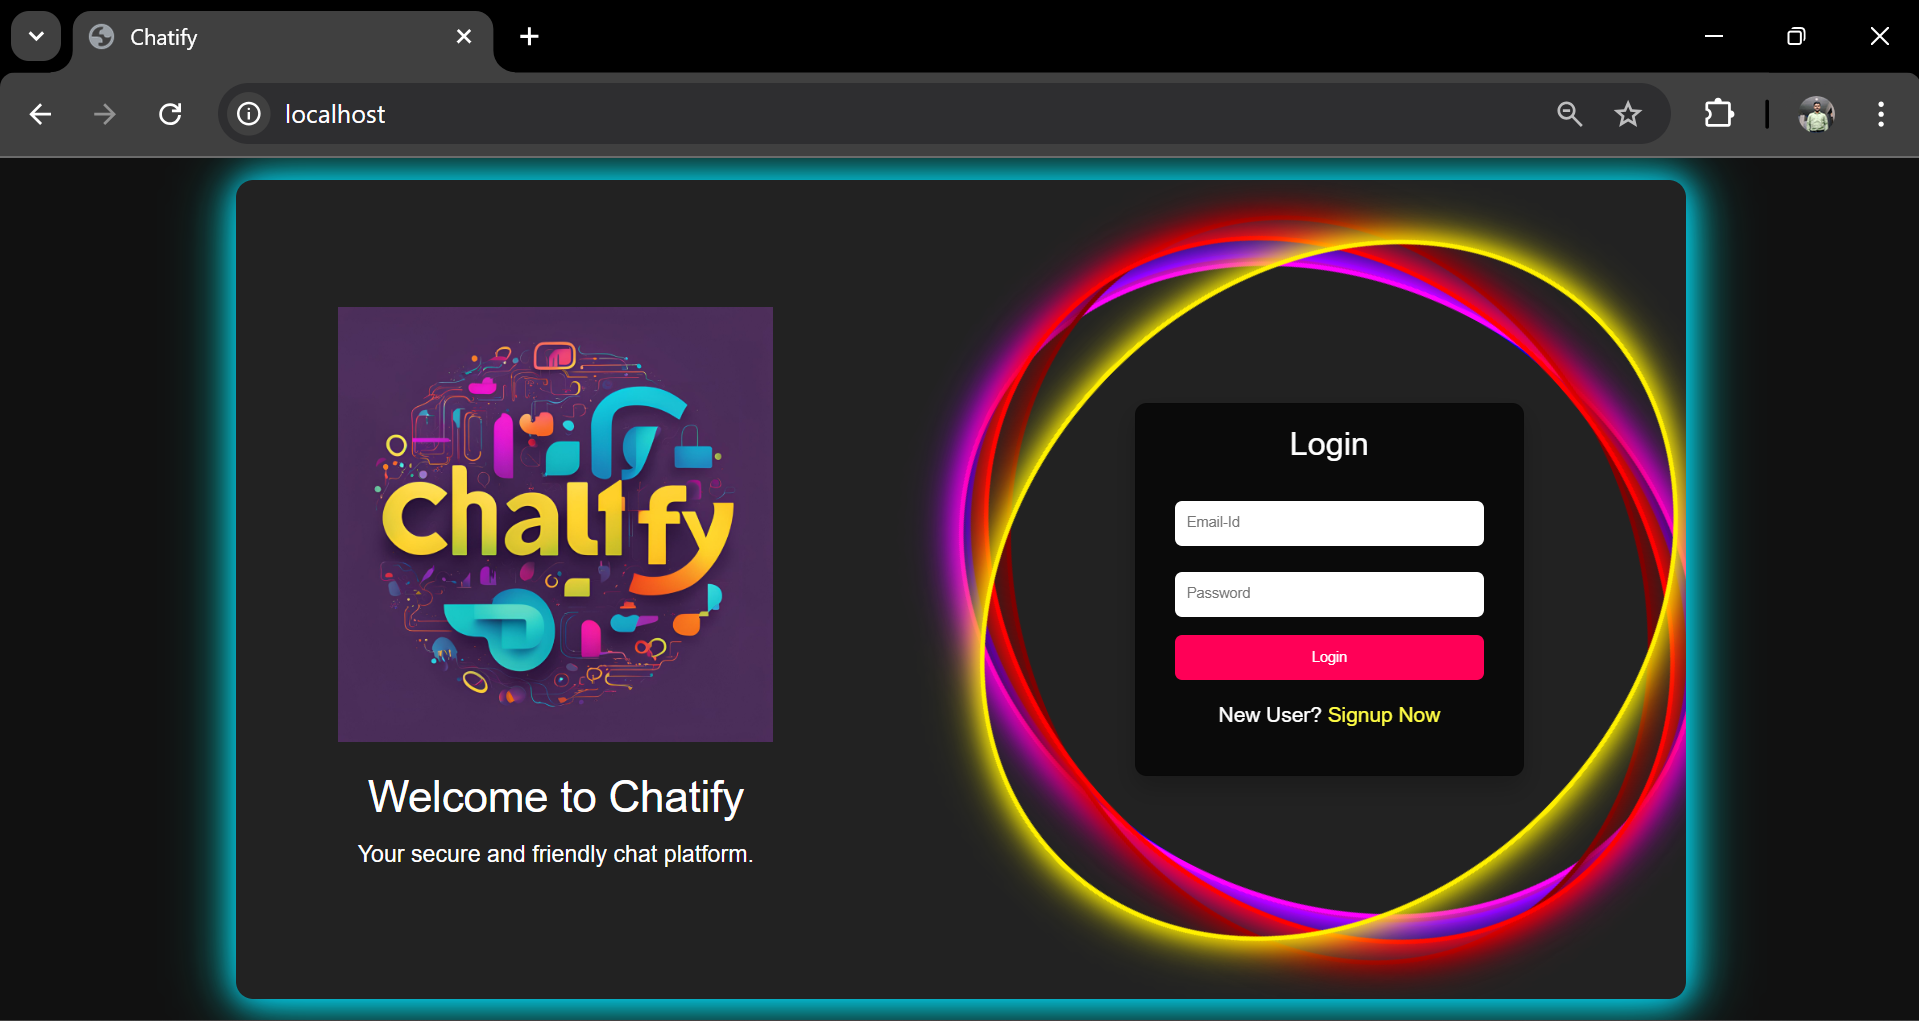 Chatify
localhost
Chatify
Welcome to Chatify
Your secure and friendly chat platform.
Login
Email-Id
Password
Login
New User? Signup Now